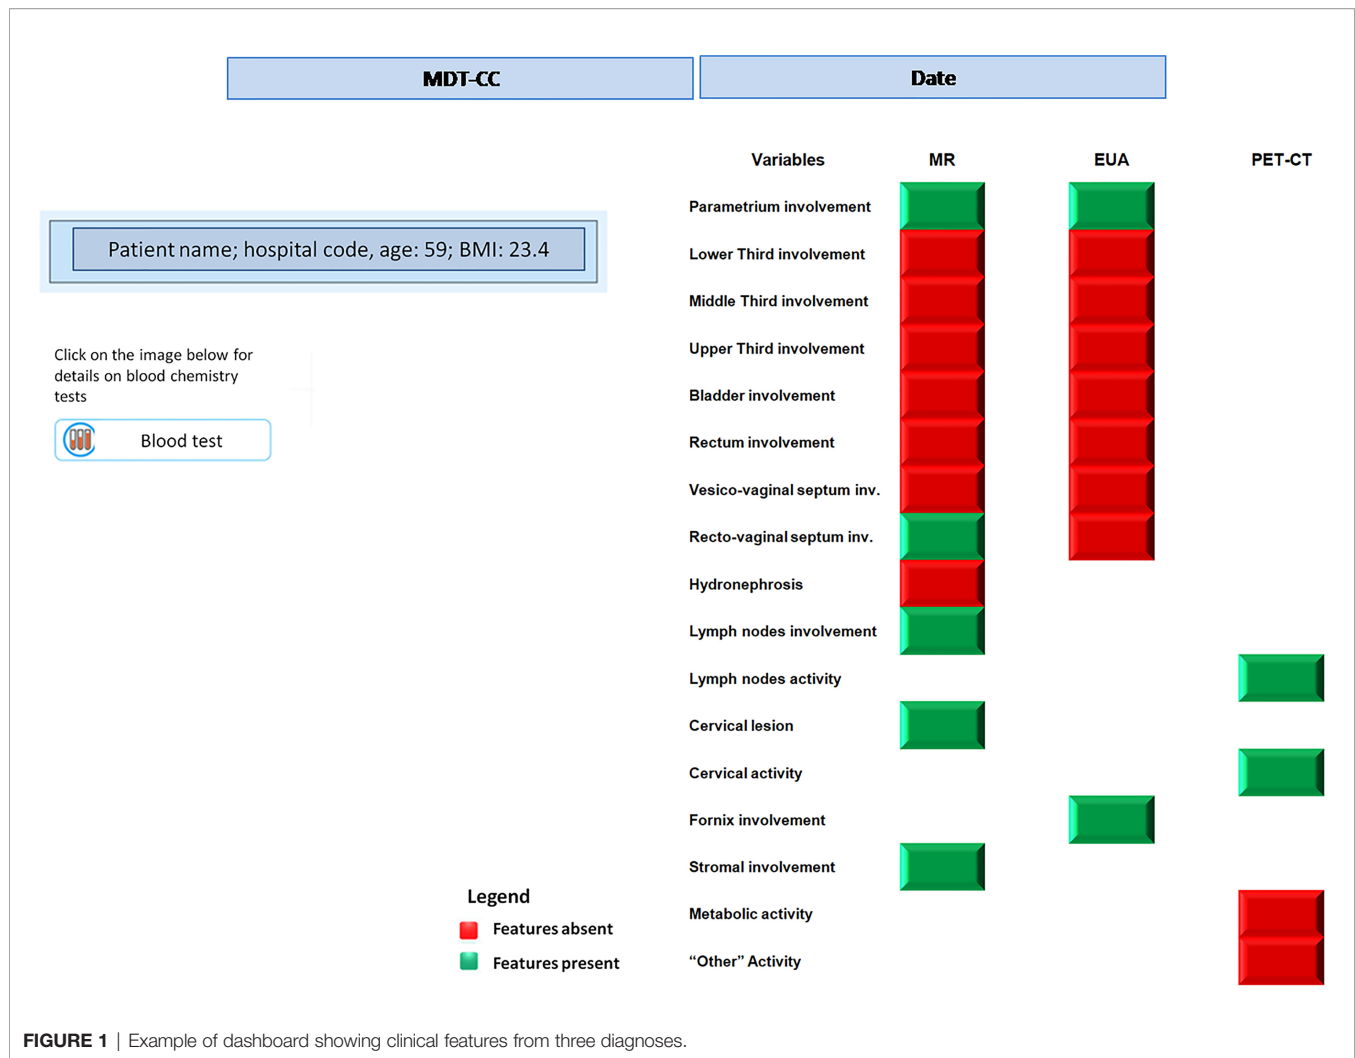 MDT-CC
Date
Variables MR EUA PET-CT
Patient name; hospital code, age: 59; BMI: 23.4
Click on the image below for
details on blood chemistry
tests
Blood test
Parametrium involvement
Lower Third involvement
Middle Third involvement
Upper Third involvement
Bladder involvement
Rectum involvement
Vesico-vaginal septum inv.
Recto-vaginal septum inv.
Hydronephrosis
Lymph nodes involvement
Lymph nodes activity
Cervical lesion
Cervical activity
Fornix involvement
Stromal involvement
Metabolic activity
“Other” Activity
Legend
Features absent
Features present
FIGURE 1 | Example of dashboard showing clinical features from three diagnoses.